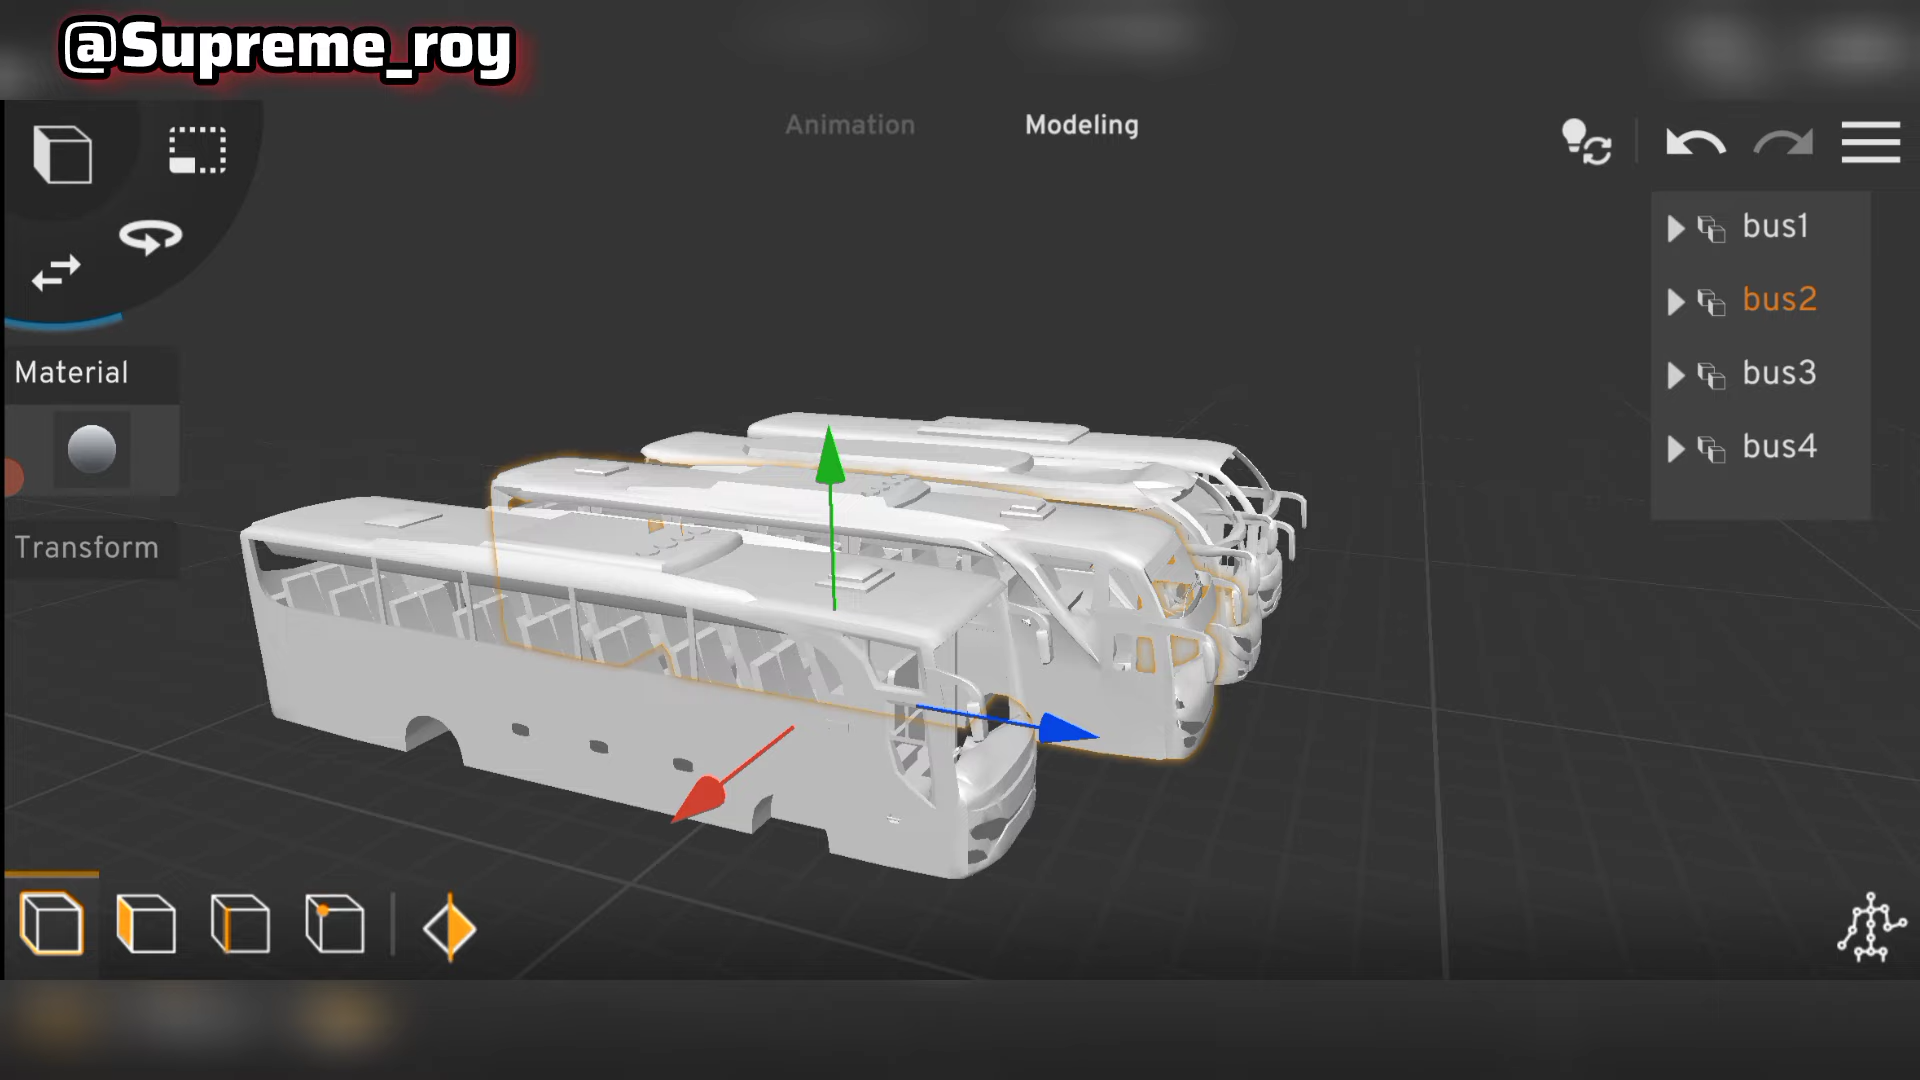 @Supreme_roy
Animation
Modeling
bus1
bus2
bus3
bus4
Material
Transform